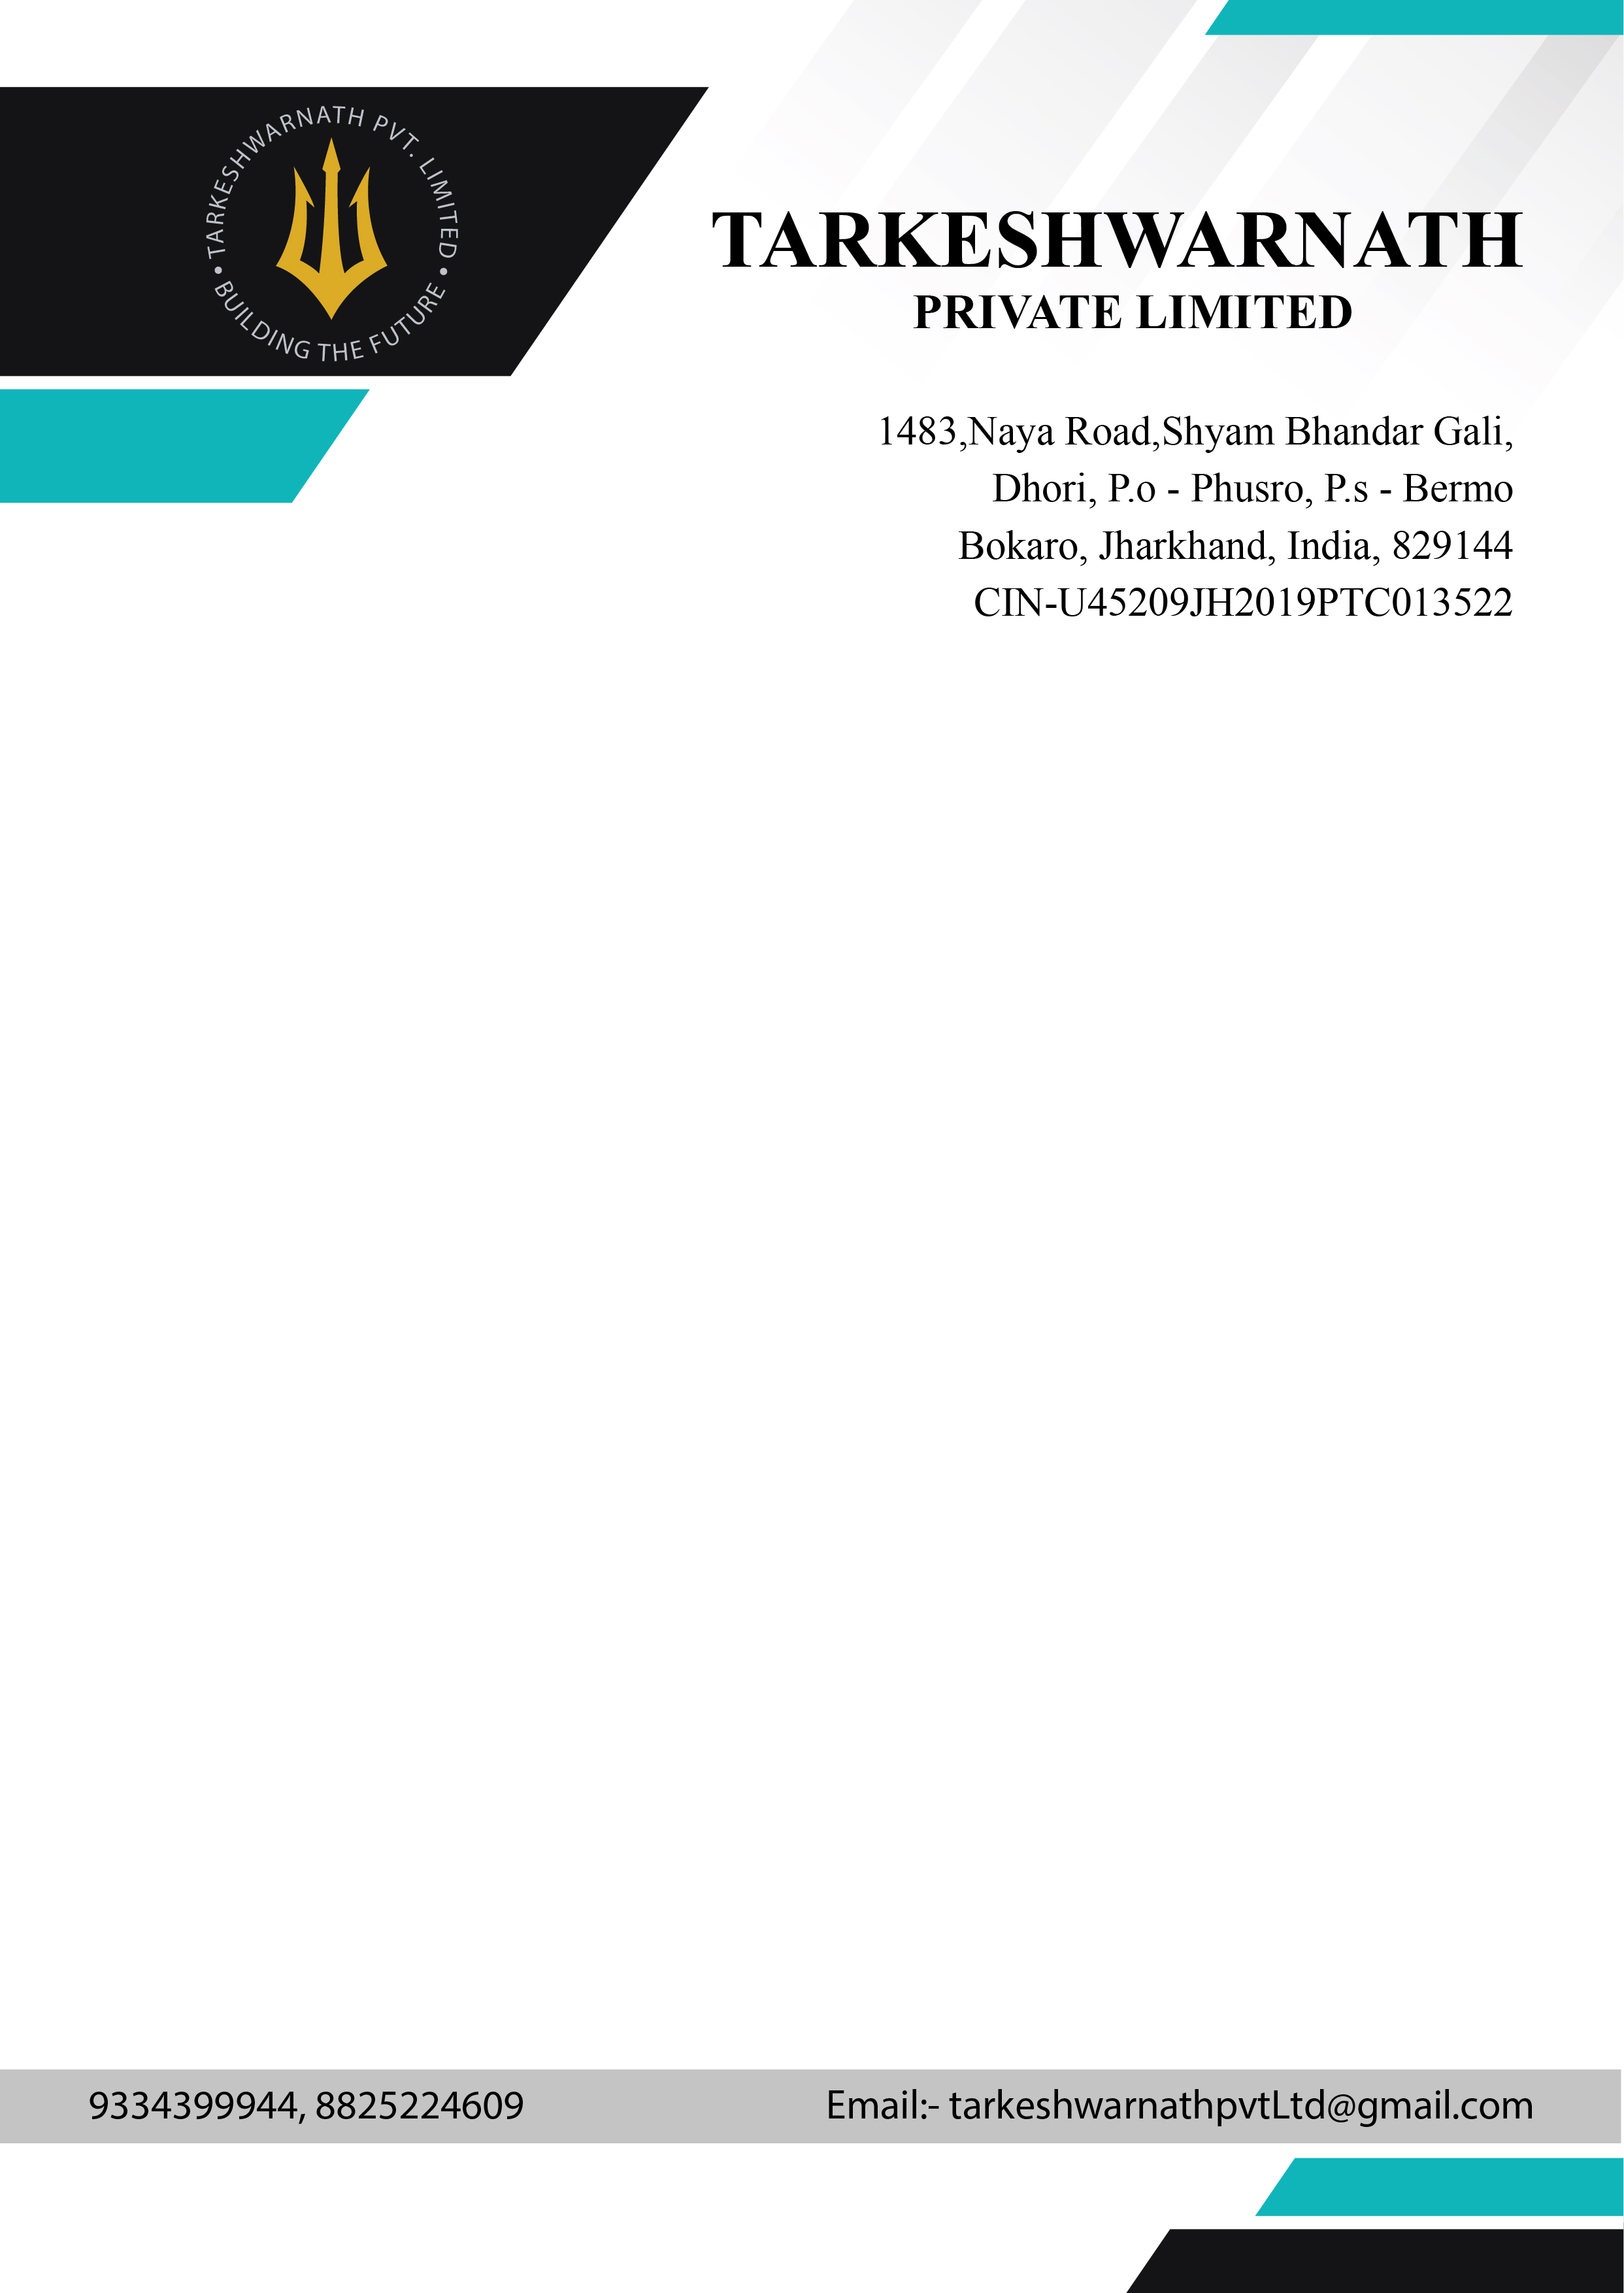 TARKESHWARNATH PVT. LIMITED
• BUILDING THE FUTURE •
TARKESHWARNATH
PRIVATE LIMITED
1483,Naya Road,Shyam Bhandar Gali,
Dhori, P.o - Phusro, P.s - Bermo
Bokaro, Jharkhand, India, 829144
CIN-U45209JH2019PTC013522
9334399944, 8825224609
Email:- tarkeshwarnathpvtLtd@gmail.com